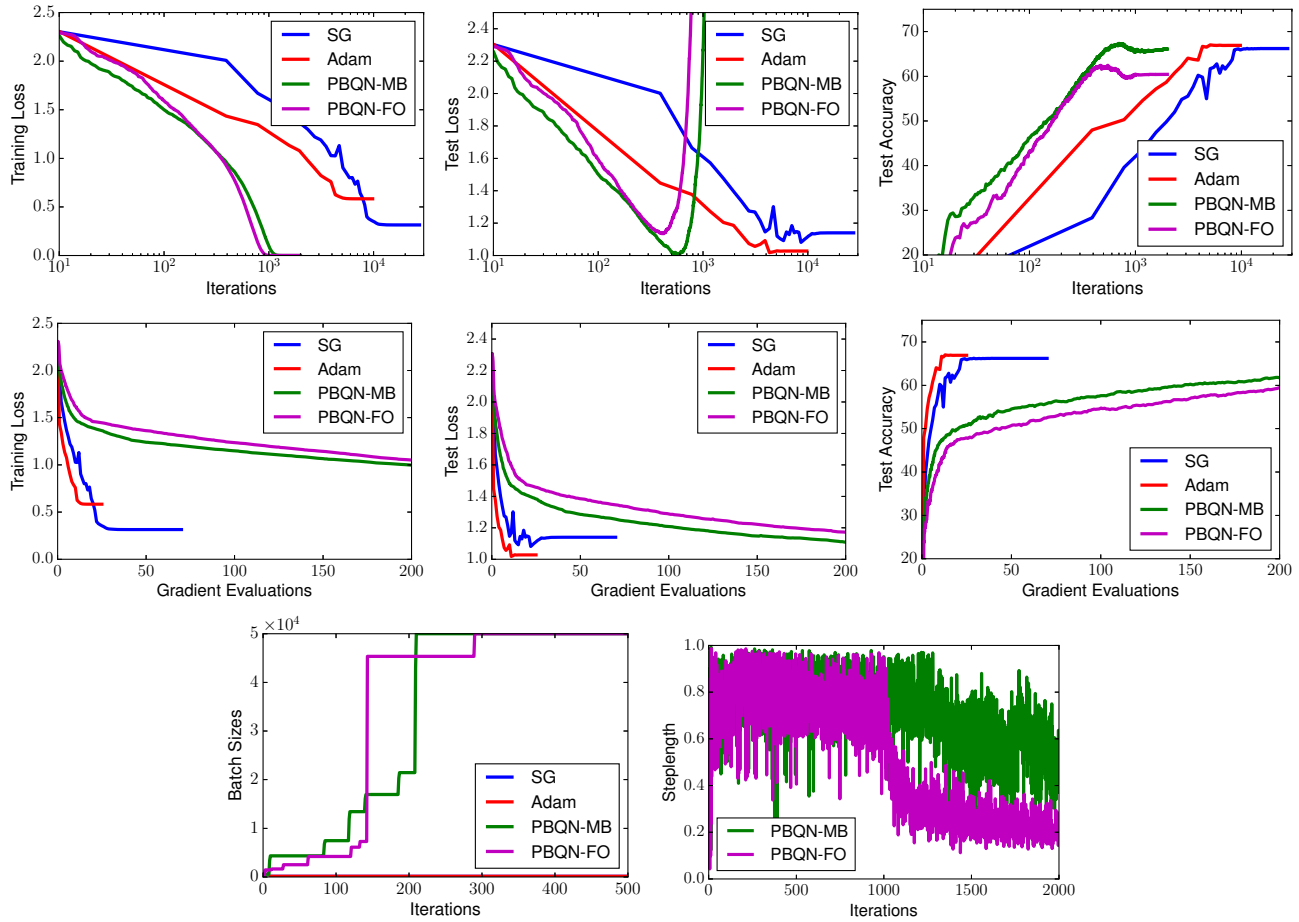 Training Loss
2.5
2.0
1.5
1.0
0.5
0.0
10^1
10^2
10^3
10^4
Iterations
SG
Adam
PBQN-MB
PBQN-FO
Test Loss
2.4
2.2
2.0
1.8
1.6
1.4
1.2
1.0
10^1
10^2
10^3
10^4
Iterations
SG
Adam
PBQN-MB
PBQN-FO
Test Accuracy
70
60
50
40
30
20
10^1
10^2
10^3
10^4
Iterations
SG
Adam
PBQN-MB
PBQN-FO
Training Loss
2.5
2.0
1.5
1.0
0.5
0.0
0
50
100
150
200
Gradient Evaluations
SG
Adam
PBQN-MB
PBQN-FO
Test Loss
2.4
2.2
2.0
1.8
1.6
1.4
1.2
1.0
0
50
100
150
200
Gradient Evaluations
SG
Adam
PBQN-MB
PBQN-FO
Test Accuracy
70
60
50
40
30
20
0
50
100
150
200
Gradient Evaluations
SG
Adam
PBQN-MB
PBQN-FO
Batch Sizes
×10^4
5
4
3
2
1
0
0
100
200
300
400
500
Iterations
SG
Adam
PBQN-MB
PBQN-FO
Steplength
1.0
0.8
0.6
0.4
0.2
0.0
0
500
1000
1500
2000
Iterations
PBQN-MB
PBQN-FO